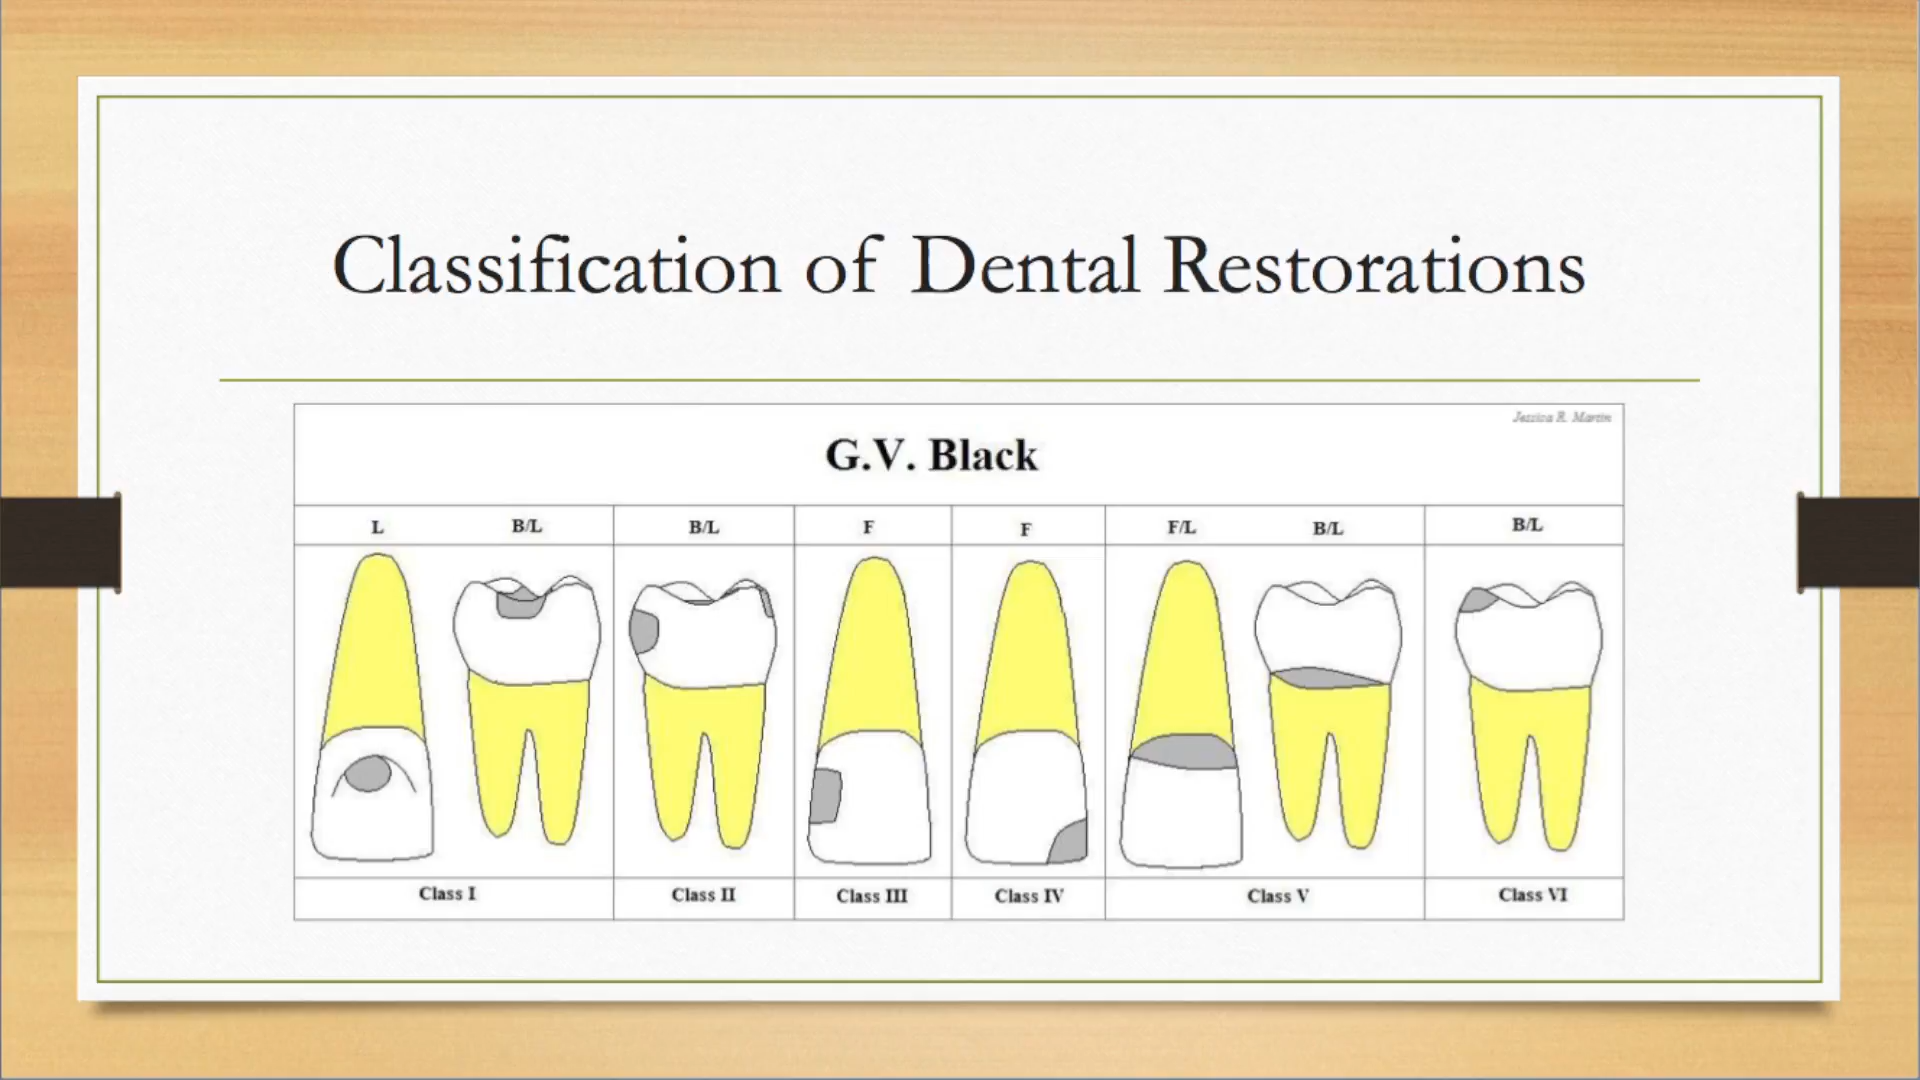 Classification of Dental Restorations
Jessica R. Martin
G.V. Black
L B/L B/L F F F/L B/L B/L
Class I Class II Class III Class IV Class V Class VI